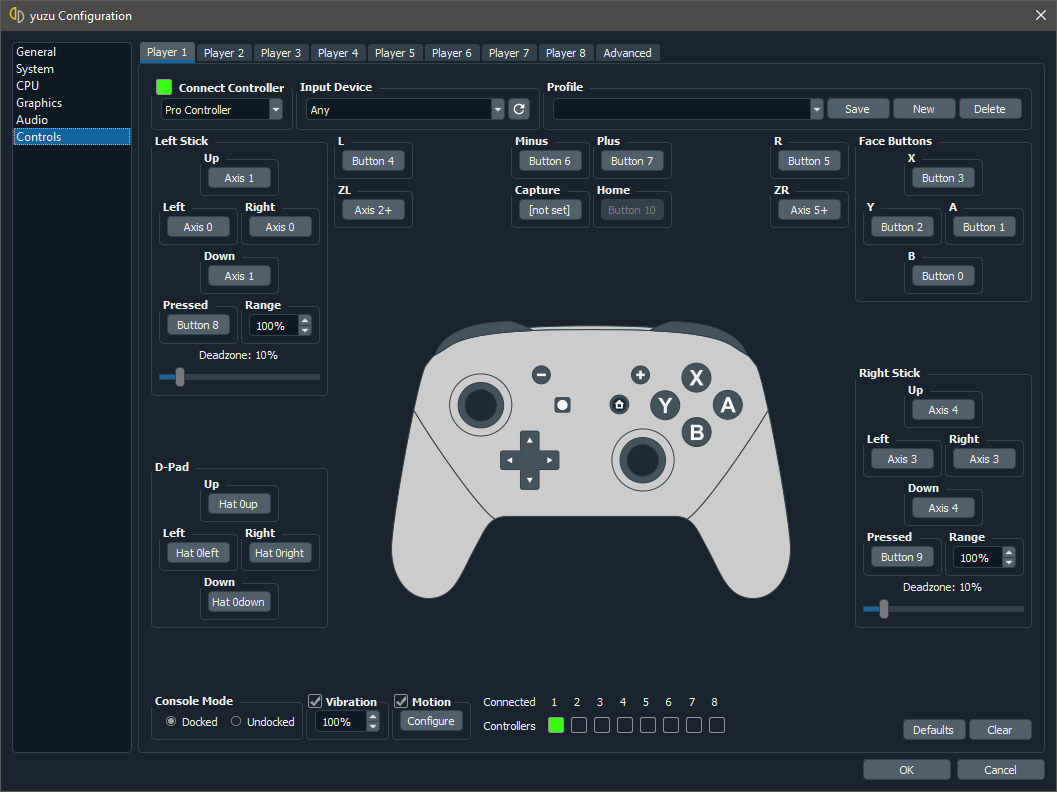 yuzu Configuration
General
System
CPU
Graphics
Audio
Controls
Player 1 Player 2 Player 3 Player 4 Player 5 Player 6 Player 7 Player 8 Advanced
Connect Controller
Pro Controller
Input Device
Any
Profile
Save New Delete
Left Stick
Up
Axis 1
Left Right
Axis 0 Axis 0
Down
Axis 1
Pressed Range
Button 8 100%
Deadzone: 10%
D-Pad
Up
Hat 0up
Left Right
Hat 0left Hat 0right
Down
Hat 0down
L
Button 4
ZL
Axis 2+
Minus Plus
Button 6 Button 7
Capture Home
[not set] Button 10
R
Button 5
ZR
Axis 5+
Face Buttons
X
Button 3
Y A
Button 2 Button 1
B
Button 0
X
Y A
B
Right Stick
Up
Axis 4
Left Right
Axis 3 Axis 3
Down
Axis 4
Pressed Range
Button 9 100%
Deadzone: 10%
Console Mode
Docked Undocked
Vibration
100%
Motion
Configure
Connected 1 2 3 4 5 6 7 8
Controllers
Defaults Clear
OK Cancel